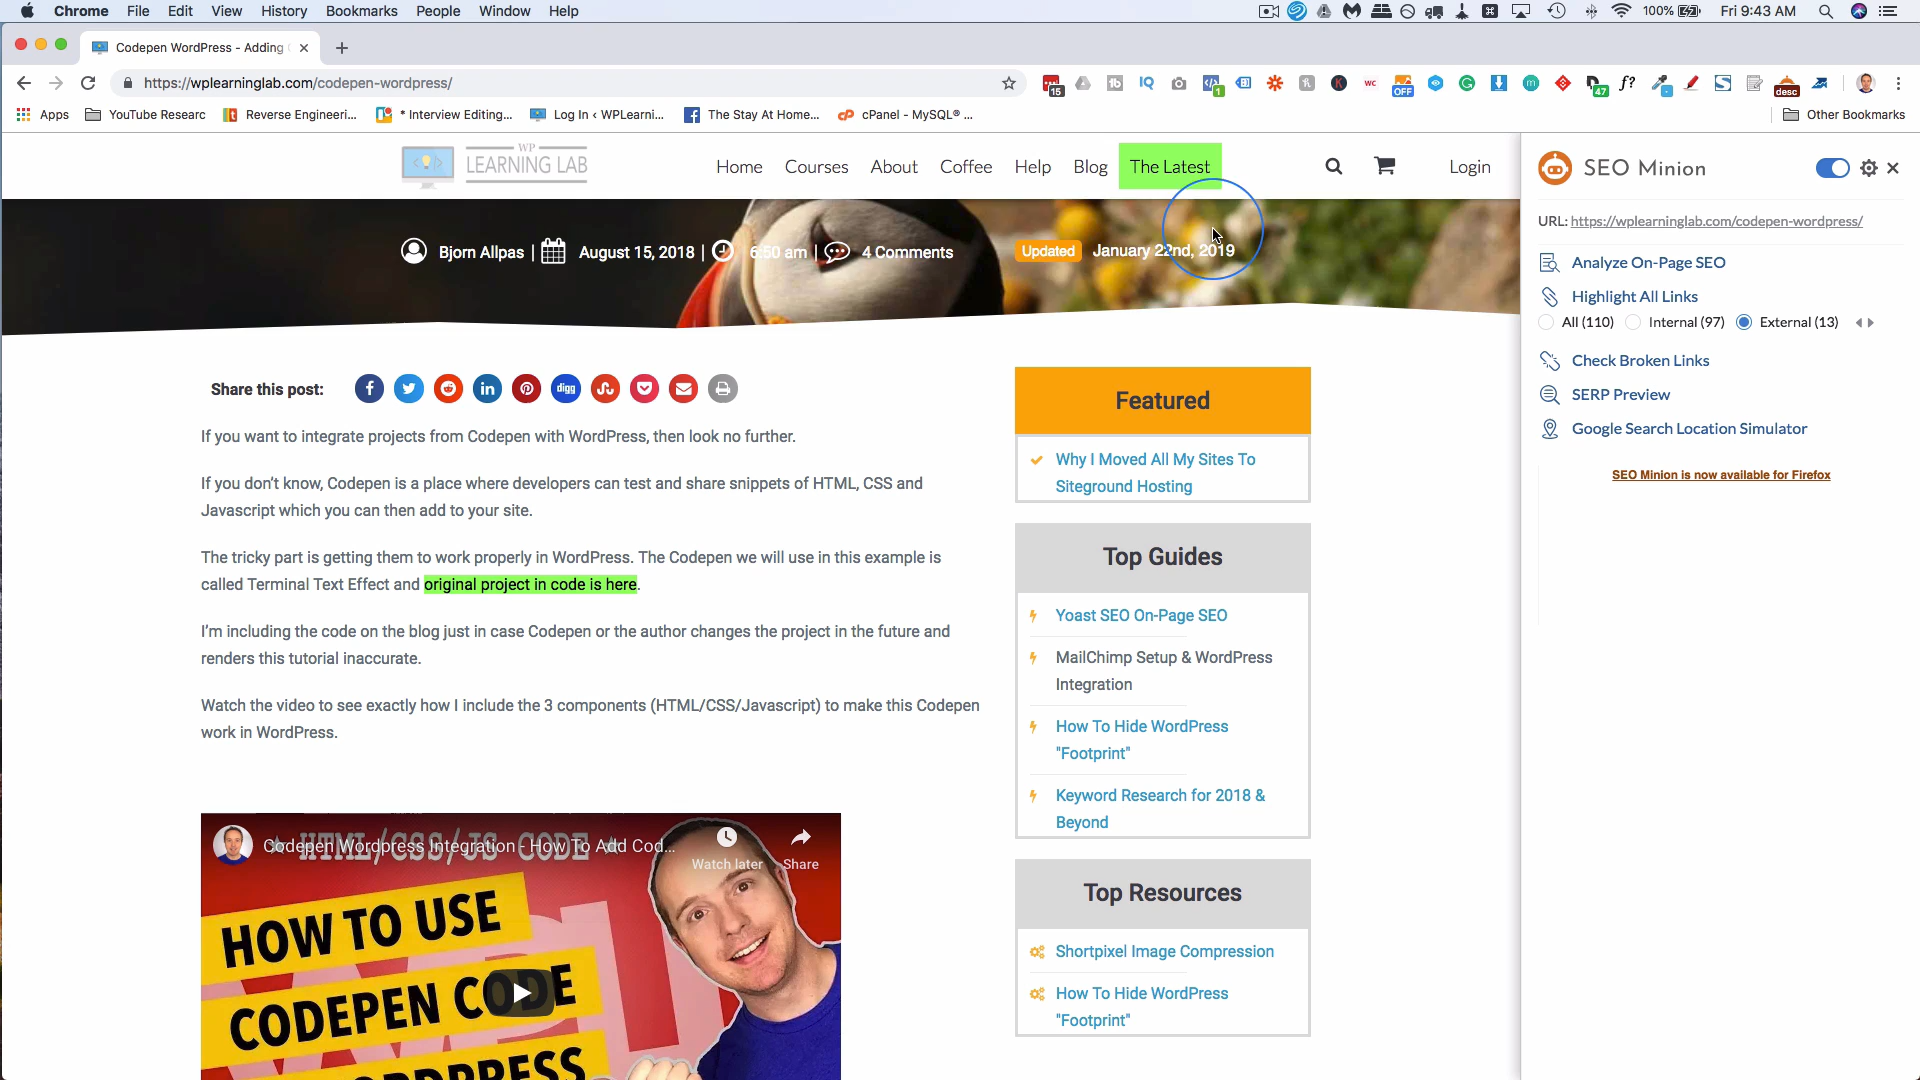 Chrome File Edit View History Bookmarks People Window Help
100% Fri 9:43 AM
Codepen WordPress - Adding
https://wplearninglab.com/codepen-wordpress/
15 1 WC OFF 47 f? desc
Apps YouTube Researc Reverse Engineeri... * Interview Editing... Log In ‹ WPLearni... The Stay At Home... cPanel - MySQL® ... Other Bookmarks
WP
LEARNING LAB
Home Courses About Coffee Help Blog The Latest Login
Bjorn Allpas | August 15, 2018 | 6:50 am | 4 Comments Updated January 22nd, 2019
Share this post: digg
If you want to integrate projects from Codepen with WordPress, then look no further.
If you don't know, Codepen is a place where developers can test and share snippets of HTML, CSS and
Javascript which you can then add to your site.
The tricky part is getting them to work properly in WordPress. The Codepen we will use in this example is
called Terminal Text Effect and original project in code is here.
I'm including the code on the blog just in case Codepen or the author changes the project in the future and
renders this tutorial inaccurate.
Watch the video to see exactly how I include the 3 components (HTML/CSS/Javascript) to make this Codepen
work in WordPress.
HTML/CSS/JS CODE
Codepen Wordpress Integration - How To Add Cod...
Watch later Share
HOW TO USE
CODEPEN CODE
Featured
Why I Moved All My Sites To
Siteground Hosting
Top Guides
Yoast SEO On-Page SEO
MailChimp Setup & WordPress
Integration
How To Hide WordPress
"Footprint"
Keyword Research for 2018 &
Beyond
Top Resources
Shortpixel Image Compression
How To Hide WordPress
"Footprint"
SEO Minion
URL: https://wplearninglab.com/codepen-wordpress/
Analyze On-Page SEO
Highlight All Links
All (110) Internal (97) External (13)
Check Broken Links
SERP Preview
Google Search Location Simulator
SEO Minion is now available for Firefox